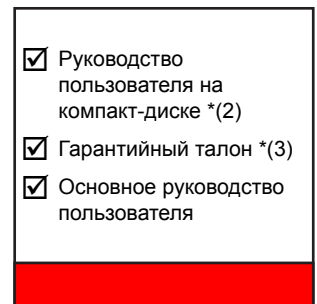 Руководство
пользователя на
компакт-диске *(2)
Гарантийный талон *(3)
Основное руководство
пользователя